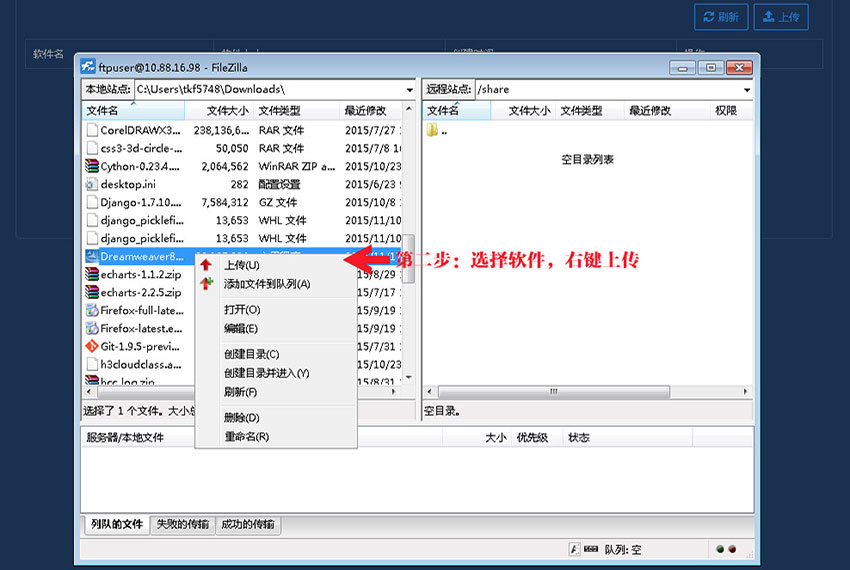 刷新 上传
软件名
ftpuser@10.88.16.98 - FileZilla
本地站点: C:\Users\tkf5748\Downloads\
远程站点: /share
文件名 文件大小 文件类型 最近修改
文件名 文件大小 文件类型 最近修改 权限
CorelDRAWX3... 238,136,6... RAR 文件 2015/7/27
..
css3-3d-circle-... 50,050 RAR 文件 2015/7/8
空目录列表
Cython-0.23.4.... 2,064,562 WinRAR ZIP a... 2015/10/23
desktop.ini 282 配置设置 2015/6/23
Django-1.7.10.... 7,584,312 GZ 文件 2015/10/8
django_picklefi... 13,653 WHL 文件 2015/11/10
django_picklefi... 13,653 WHL 文件 2015/11/10
Dreamweaver8...
第二步：选择软件，右键上传
echarts-1.1.2.zip 15/8/29
echarts-2.2.5.zip 15/7/17
Firefox-full-late... 15/9/19
Firefox-latest.e... 15/9/19
Git-1.9.5-previ... 15/7/31
h3cloudclass.a... 15/10/23
hcc log.zip 15/8/31
上传(U)
添加文件到队列(A)
打开(O)
编辑(E)
创建目录(C)
创建目录并进入(Y)
刷新(F)
删除(D)
重命名(R)
选择了 1 个文件。大小
空目录。
服务器/本地文件 大小 优先级 状态
列队的文件 失败的传输 成功的传输
队列: 空